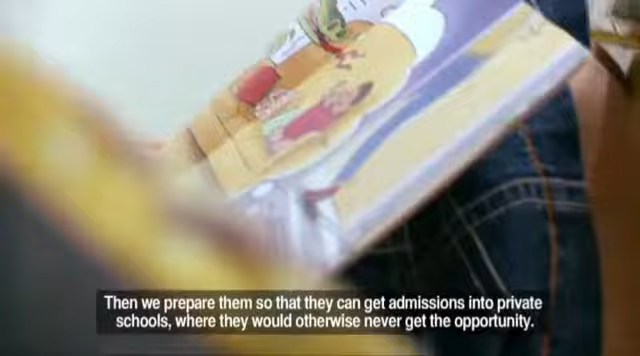 Then we prepare them so that they can get admissions into private
schools, where they would otherwise never get the opportunity.